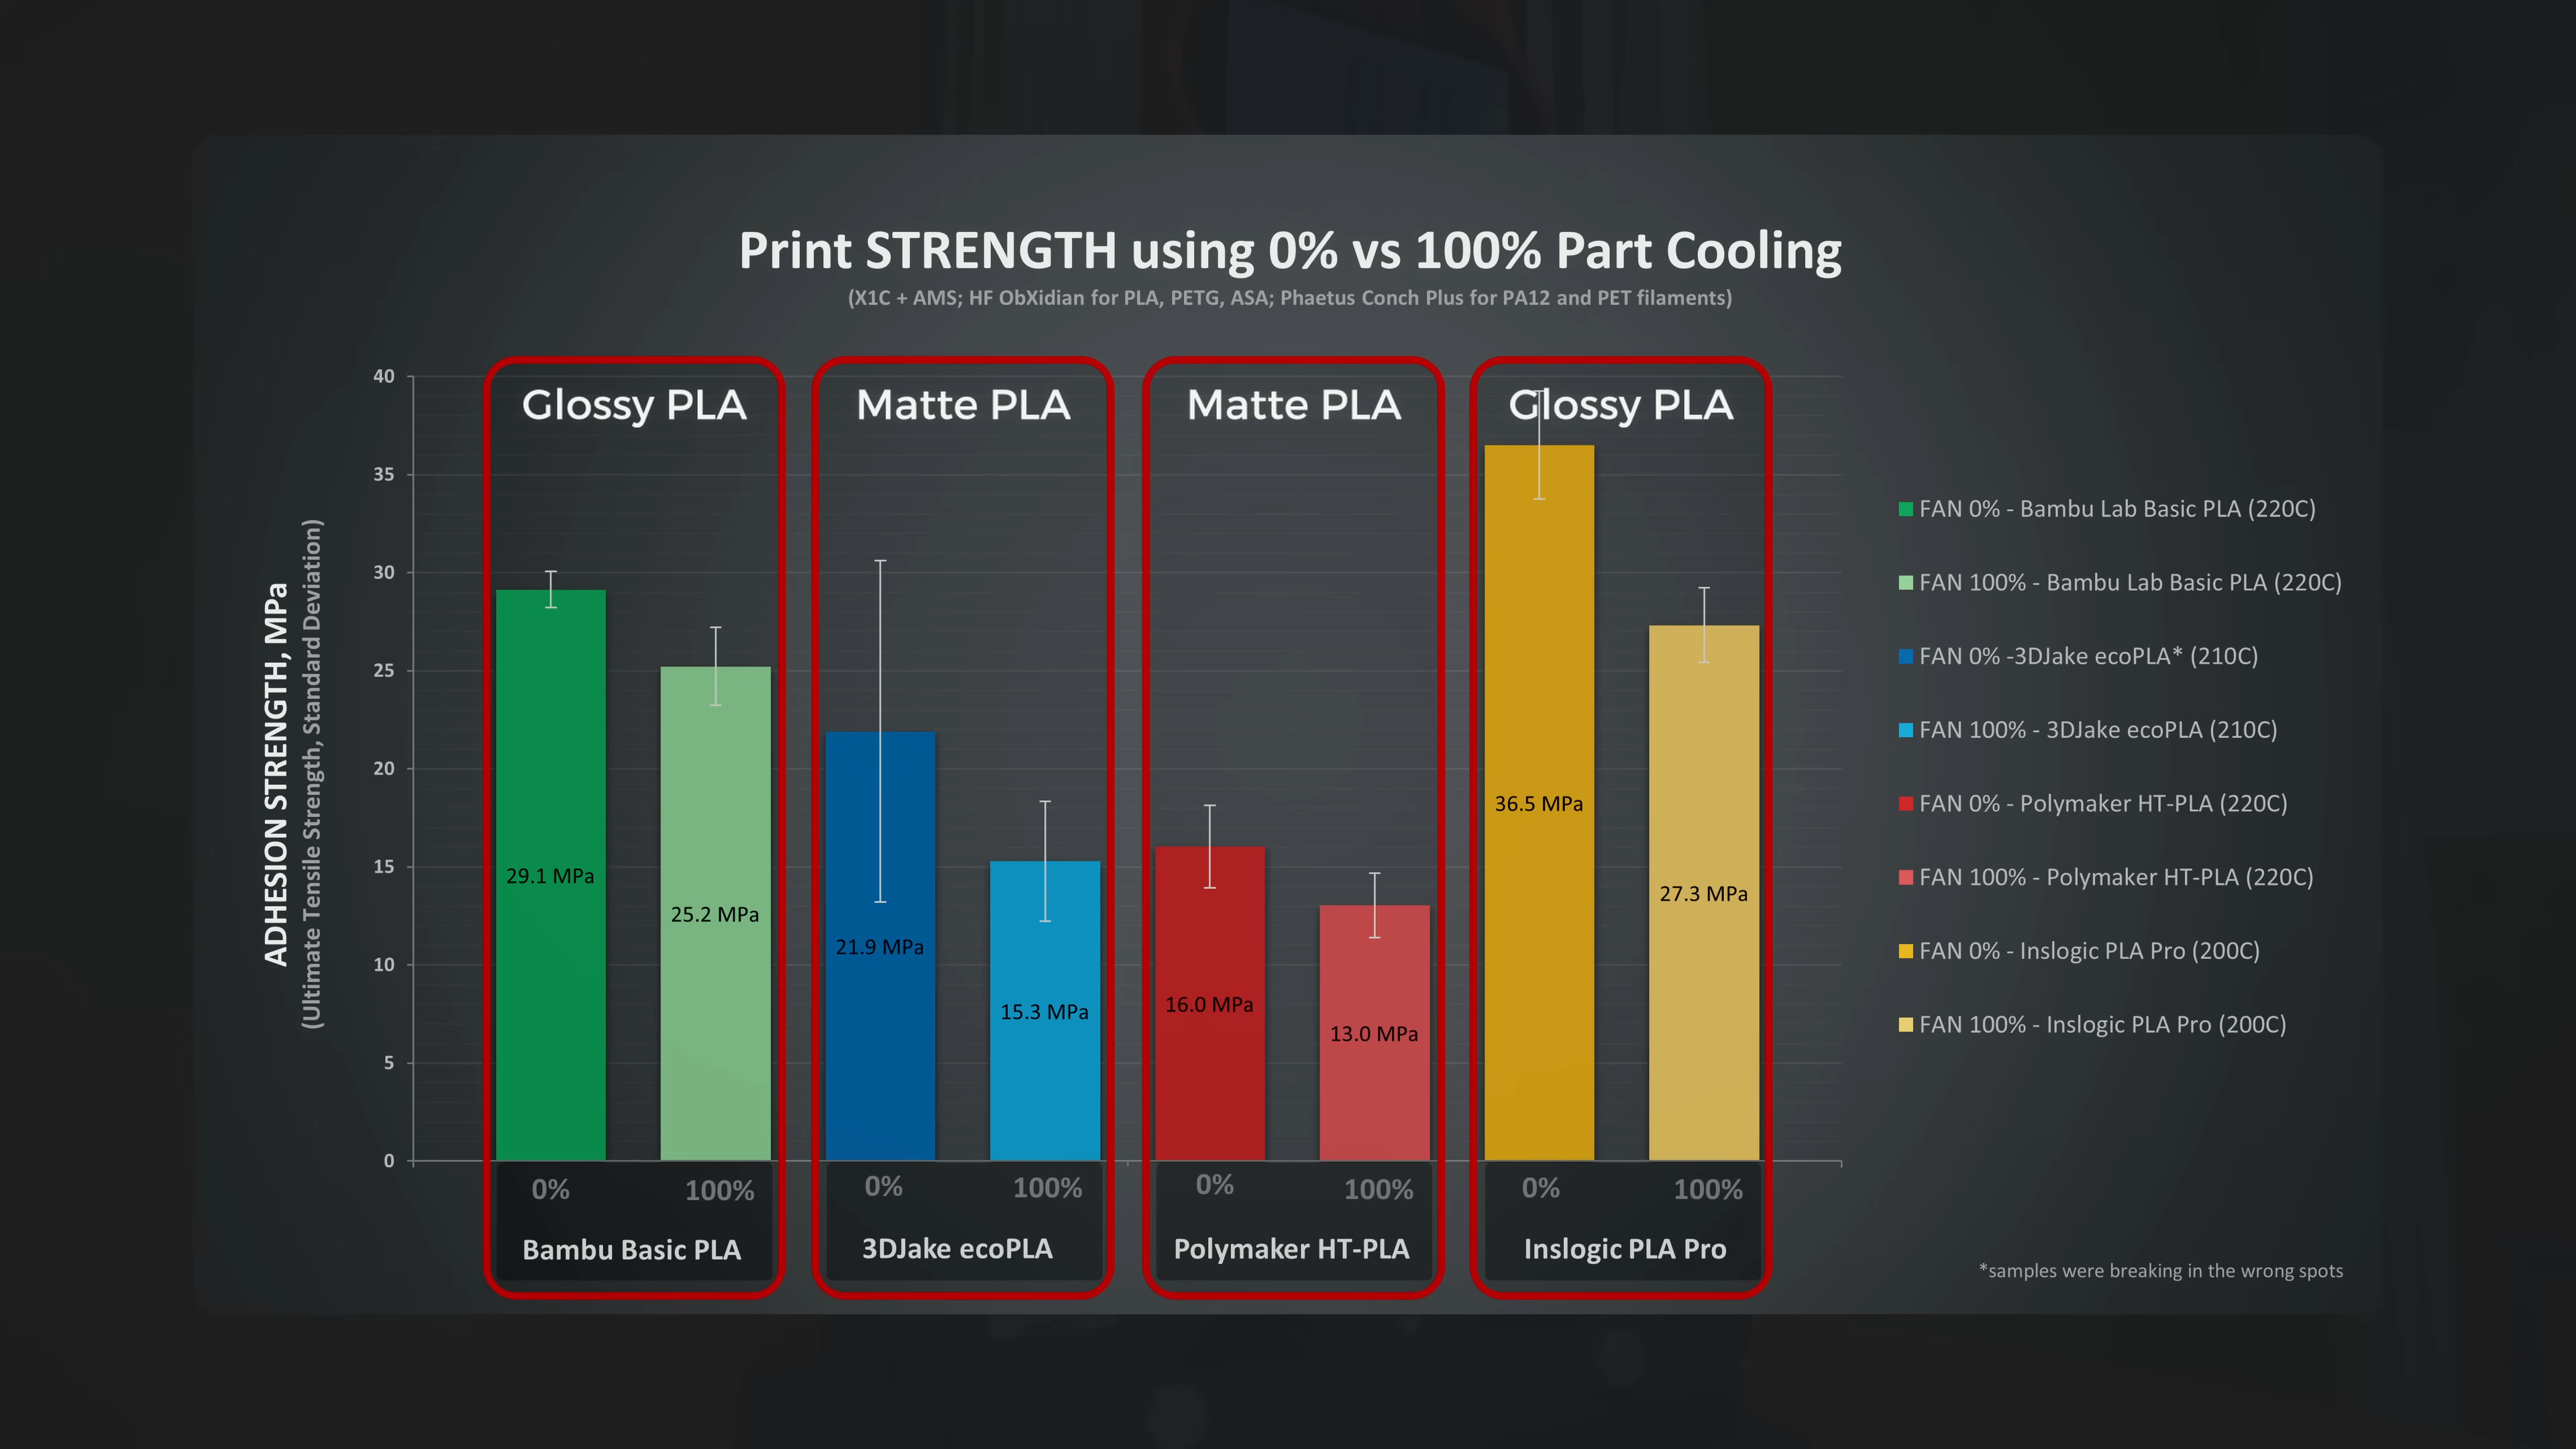 Print STRENGTH using 0% vs 100% Part Cooling
(X1C + AMS; HF ObXidian for PLA, PETG, ASA; Phaetus Conch Plus for PA12 and PET filaments)
ADHESION STRENGTH, MPa
(Ultimate Tensile Strength, Standard Deviation)
40
35
30
25
20
15
10
5
0
Glossy PLA
Matte PLA
Matte PLA
Glossy PLA
29.1 MPa
25.2 MPa
21.9 MPa
15.3 MPa
16.0 MPa
13.0 MPa
36.5 MPa
27.3 MPa
0% 100%
Bambu Basic PLA
0% 100%
3DJake ecoPLA
0% 100%
Polymaker HT-PLA
0% 100%
Inslogic PLA Pro
FAN 0% - Bambu Lab Basic PLA (220C)
FAN 100% - Bambu Lab Basic PLA (220C)
FAN 0% -3DJake ecoPLA* (210C)
FAN 100% - 3DJake ecoPLA (210C)
FAN 0% - Polymaker HT-PLA (220C)
FAN 100% - Polymaker HT-PLA (220C)
FAN 0% - Inslogic PLA Pro (200C)
FAN 100% - Inslogic PLA Pro (200C)
*samples were breaking in the wrong spots